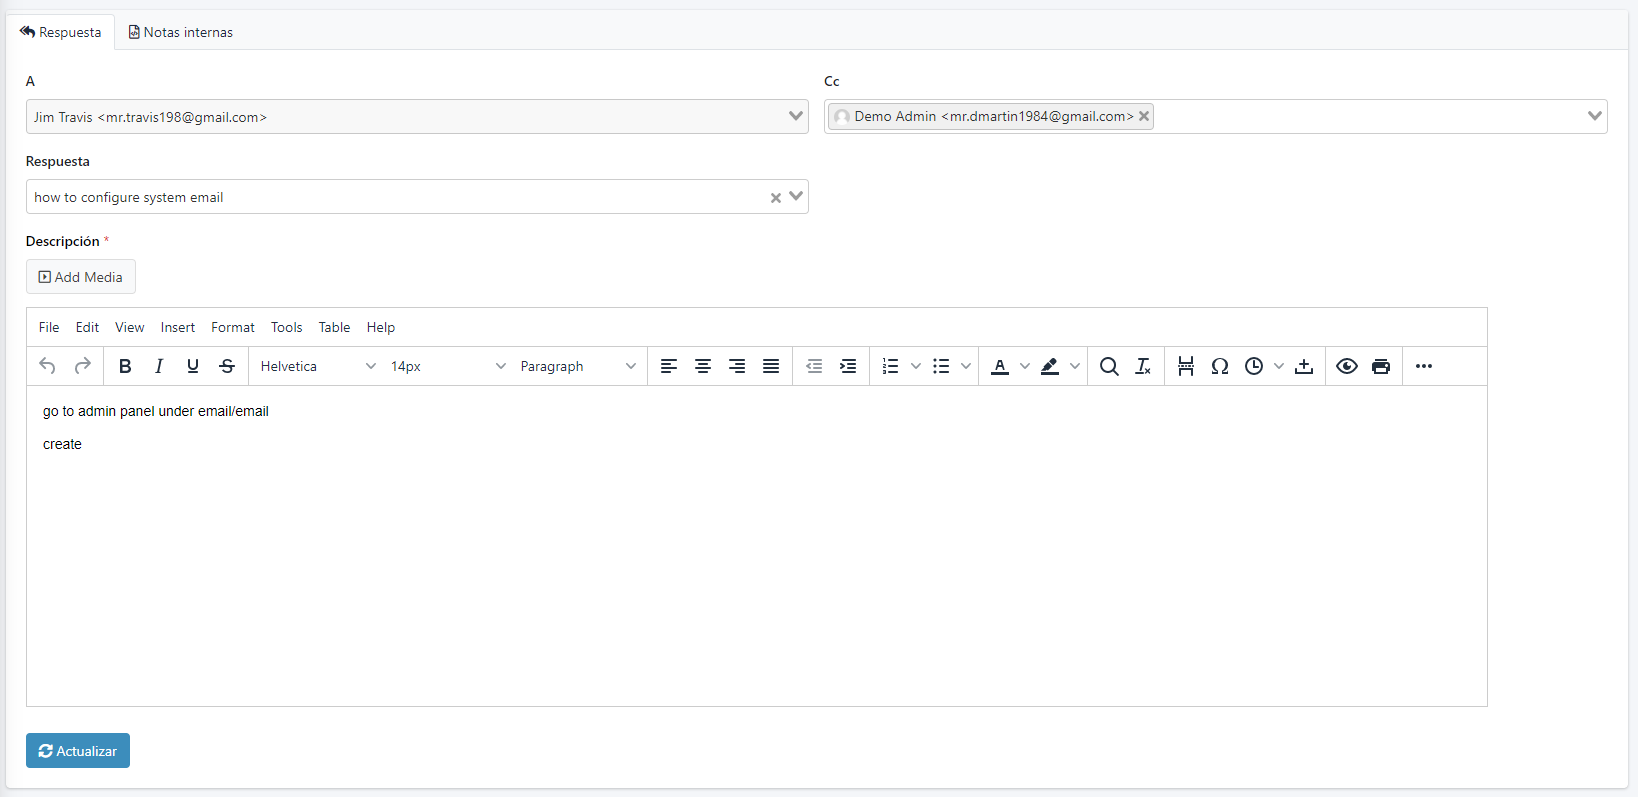 Respuesta Notas internas
A Cc
Jim Travis <mr.travis198@gmail.com> Demo Admin <mr.dmartin1984@gmail.com>
Respuesta
how to configure system email
Descripción *
Add Media
File Edit View Insert Format Tools Table Help
B I U S Helvetica 14px Paragraph
go to admin panel under email/email
create
Actualizar